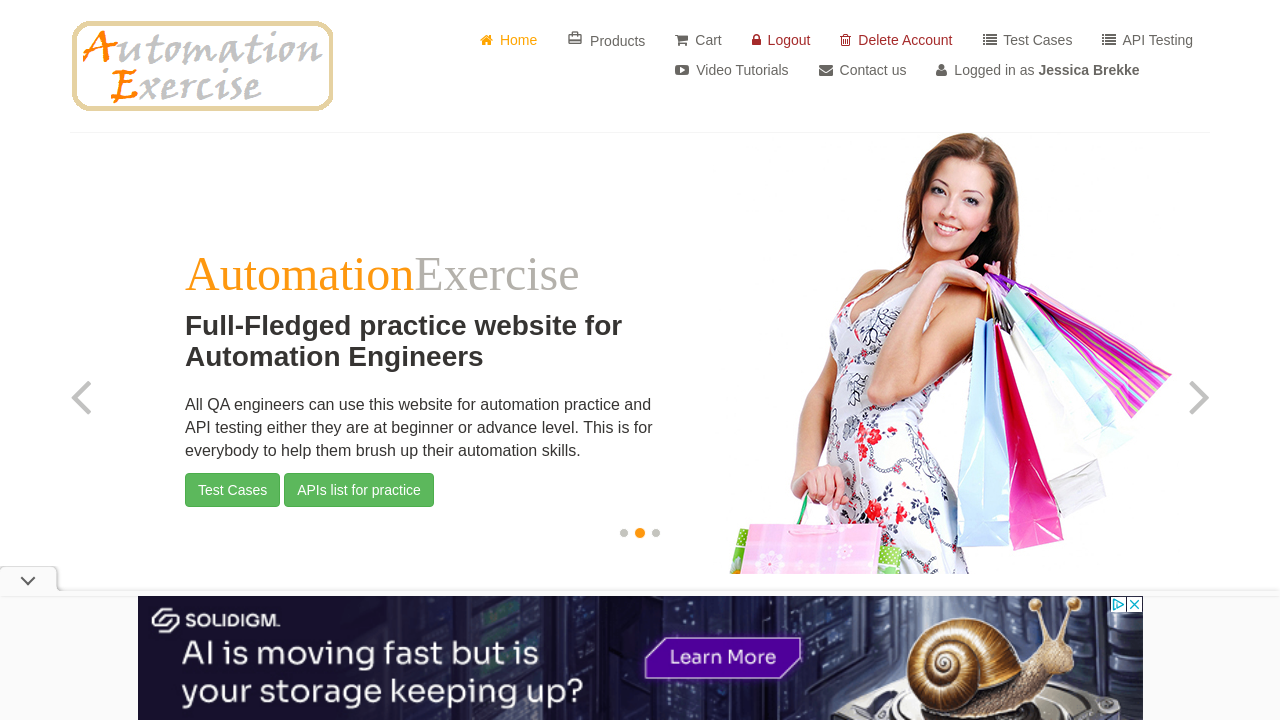 Automation
Exercise
Home
Products
Cart
Logout
Delete Account
Test Cases
API Testing
Video Tutorials
Contact us
Logged in as Jessica Brekke
AutomationExercise
Full-Fledged practice website for
Automation Engineers
All QA engineers can use this website for automation practice and
API testing either they are at beginner or advance level. This is for
everybody to help them brush up their automation skills.
Test Cases
APIs list for practice
SOLIDIGM
AI is moving fast but is
your storage keeping up?
Learn More